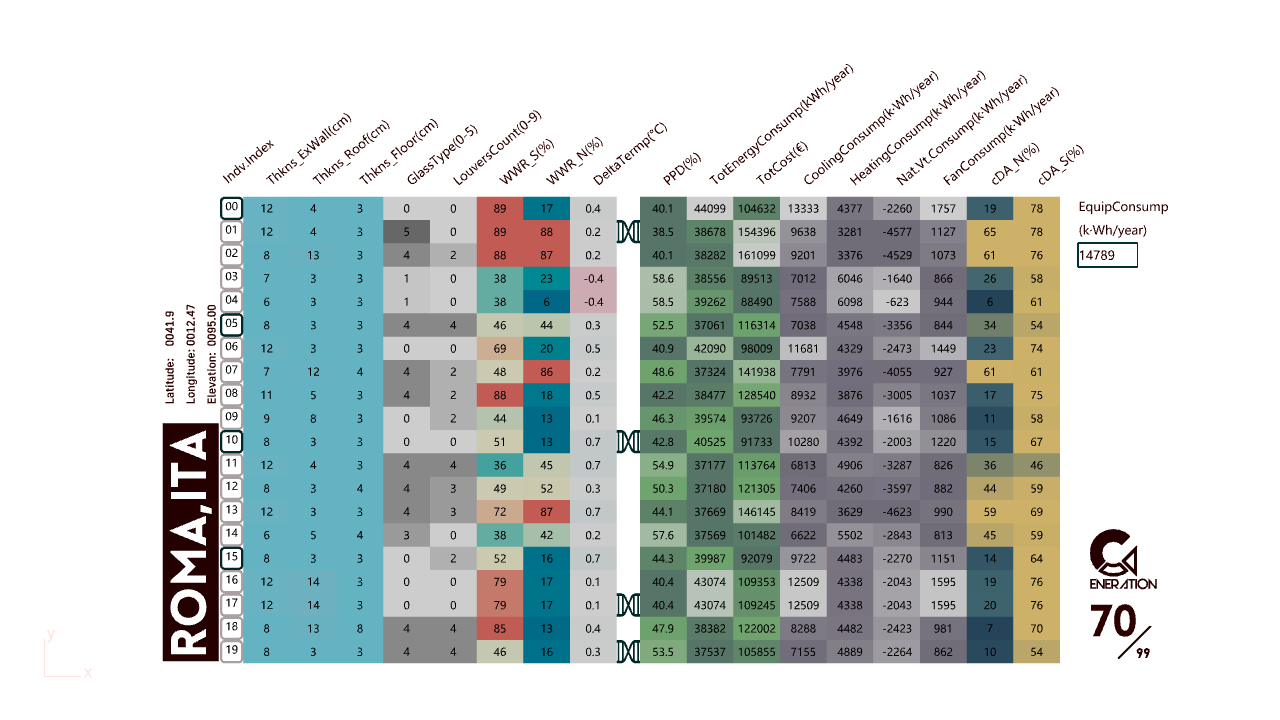 Indv.Index Thkns_ExWall(cm) Thkns_Roof(cm) Thkns_Floor(cm) GlassType(0-5) LouversCount(0-9) WWR_S(%) WWR_N(%) DeltaTermp(°C) PPD(%) TotEnergyConsump(kWh/year) TotCost(€) CoolingConsump(k·Wh/year) HeatingConsump(k·Wh/year) Nat.Vt.Consump(k·Wh/year) FanConsump(k·Wh/year) cDA_N(%) cDA_S(%)
00 12 4 3 0 0 89 17 0.4 40.1 44099 104632 13333 4377 -2260 1757 19 78
01 12 4 3 5 0 89 88 0.2 38.5 38678 154396 9638 3281 -4577 1127 65 78
02 8 13 3 4 2 88 87 0.2 40.1 38282 161099 9201 3376 -4529 1073 61 76
03 7 3 3 1 0 38 23 -0.4 58.6 38556 89513 7012 6046 -1640 866 26 58
04 6 3 3 1 0 38 6 -0.4 58.5 39262 88490 7588 6098 -623 944 6 61
05 8 3 3 4 4 46 44 0.3 52.5 37061 116314 7038 4548 -3356 844 34 54
06 12 3 3 0 0 69 20 0.5 40.9 42090 98009 11681 4329 -2473 1449 23 74
07 7 12 4 4 2 48 86 0.2 48.6 37324 141938 7791 3976 -4055 927 61 61
08 11 5 3 4 2 88 18 0.5 42.2 38477 128540 8932 3876 -3005 1037 17 75
09 9 8 3 0 2 44 13 0.1 46.3 39574 93726 9207 4649 -1616 1086 11 58
10 8 3 3 0 0 51 13 0.7 42.8 40525 91733 10280 4392 -2003 1220 15 67
11 12 4 3 4 4 36 45 0.7 54.9 37177 113764 6813 4906 -3287 826 36 46
12 8 3 4 4 3 49 52 0.3 50.3 37180 121305 7406 4260 -3597 882 44 59
13 12 3 3 4 3 72 87 0.7 44.1 37669 146145 8419 3629 -4623 990 59 69
14 6 5 4 3 0 38 42 0.2 57.6 37569 101482 6622 5502 -2843 813 45 59
15 8 3 3 0 2 52 16 0.7 44.3 39987 92079 9722 4483 -2270 1151 14 64
16 12 14 3 0 79 17 0.1 40.4 43074 109353 12509 4338 -2043 1595 19 76
17 12 14 3 0 0 79 17 0.1 40.4 43074 109245 12509 4338 -2043 1595 20 76
18 8 13 8 4 4 85 13 0.4 47.9 38382 122002 8288 4482 -2423 981 7 70
19 8 3 3 4 4 46 16 0.3 53.5 37537 105855 7155 4889 -2264 862 10 54
EquipConsump
(k·Wh/year)
14789
Latitude: 0041.9
Longitude: 0012.47
Elevation: 0095.00
ROMA,ITA
ENERATION
70/99
y
x